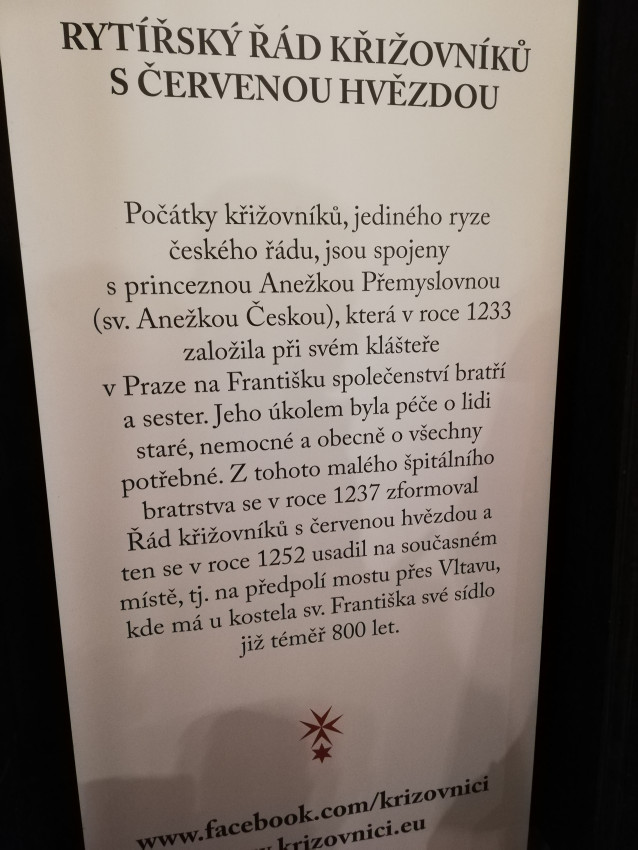 RYTÍŘSKÝ ŘÁD KŘIŽOVNÍKŮ
S ČERVENOU HVĚZDOU
Počátky křižovníků, jediného ryze
českého řádu, jsou spojeny
s princeznou Anežkou Přemyslovnou
(sv. Anežkou Českou), která v roce 1233
založila při svém klášteře
v Praze na Františku společenství bratří
a sester. Jeho úkolem byla péče o lidi
staré, nemocné a obecně o všechny
potřebné. Z tohoto malého špitálního
bratrstva se v roce 1237 zformoval
Řád křižovníků s červenou hvězdou a
ten se v roce 1252 usadil na současném
místě, tj. na předpolí mostu přes Vltavu,
kde má u kostela sv. Františka své sídlo
již téměř 800 let.
www.facebook.com/krizovnici
krizovnici.eu